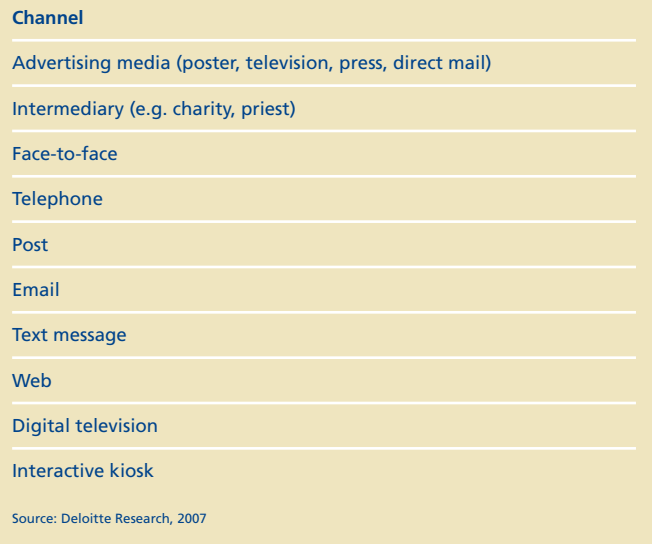 Channel
Advertising media (poster, television, press, direct mail)
Intermediary (e.g. charity, priest)
Face-to-face
Telephone
Post
Email
Text message
Web
Digital television
Interactive kiosk
Source: Deloitte Research, 2007